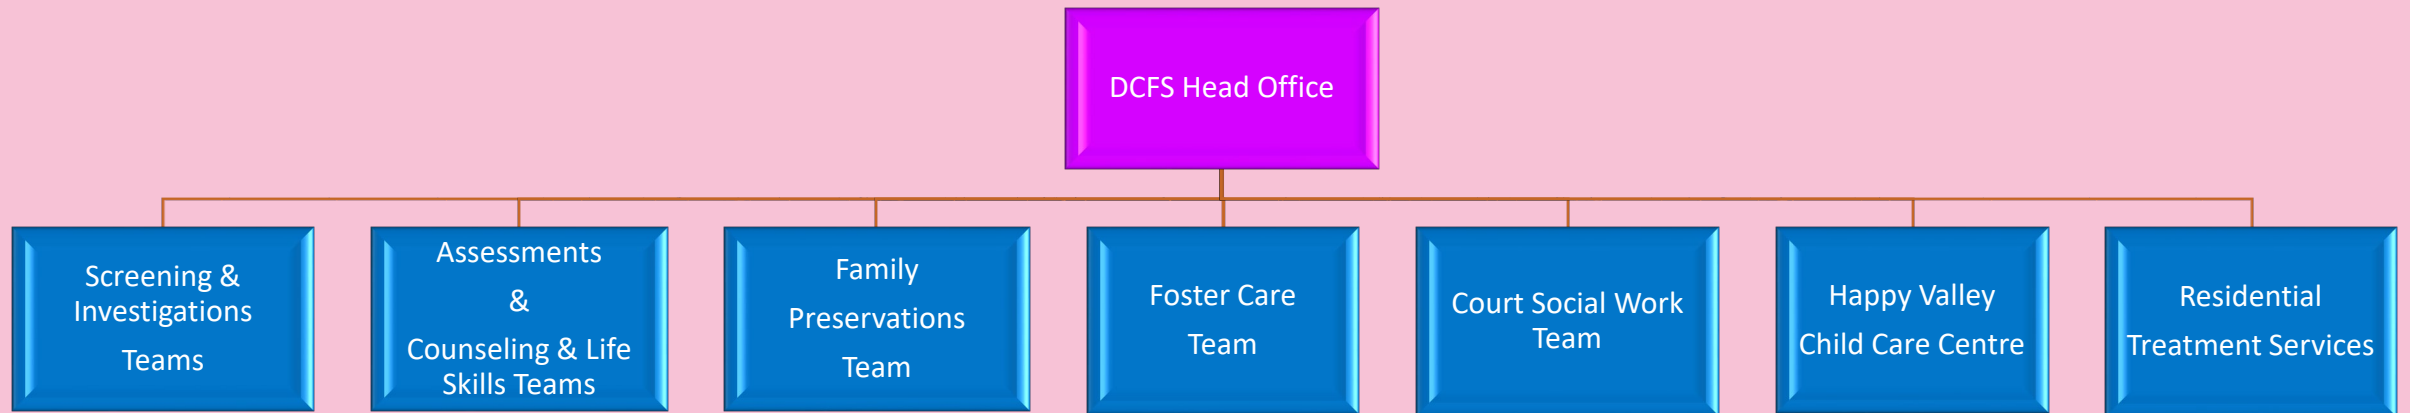 DCFS Head Office
Screening &
Investigations
Teams
Assessments
&
Counseling & Life
Skills Teams
Family
Preservations
Team
Foster Care
Team
Court Social Work
Team
Happy Valley
Child Care Centre
Residential
Treatment Services